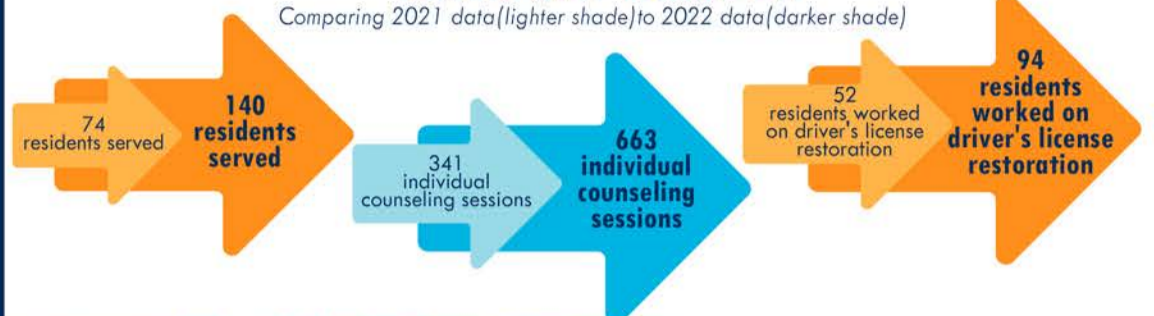 Comparing 2021 data(lighter shade)to 2022 data(darker shade)
74
residents served
140
residents
served
341
individual
counseling sessions
663
individual
counseling
sessions
52
residents worked
on driver's license
restoration
94
residents
worked on
driver's license
restoration